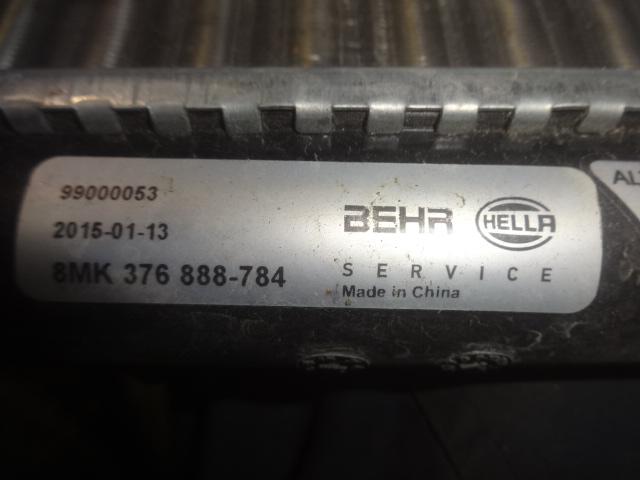 99000053
2015-01-13
8MK 376 888-784
BEHR HELLA
SERVICE
Made in China